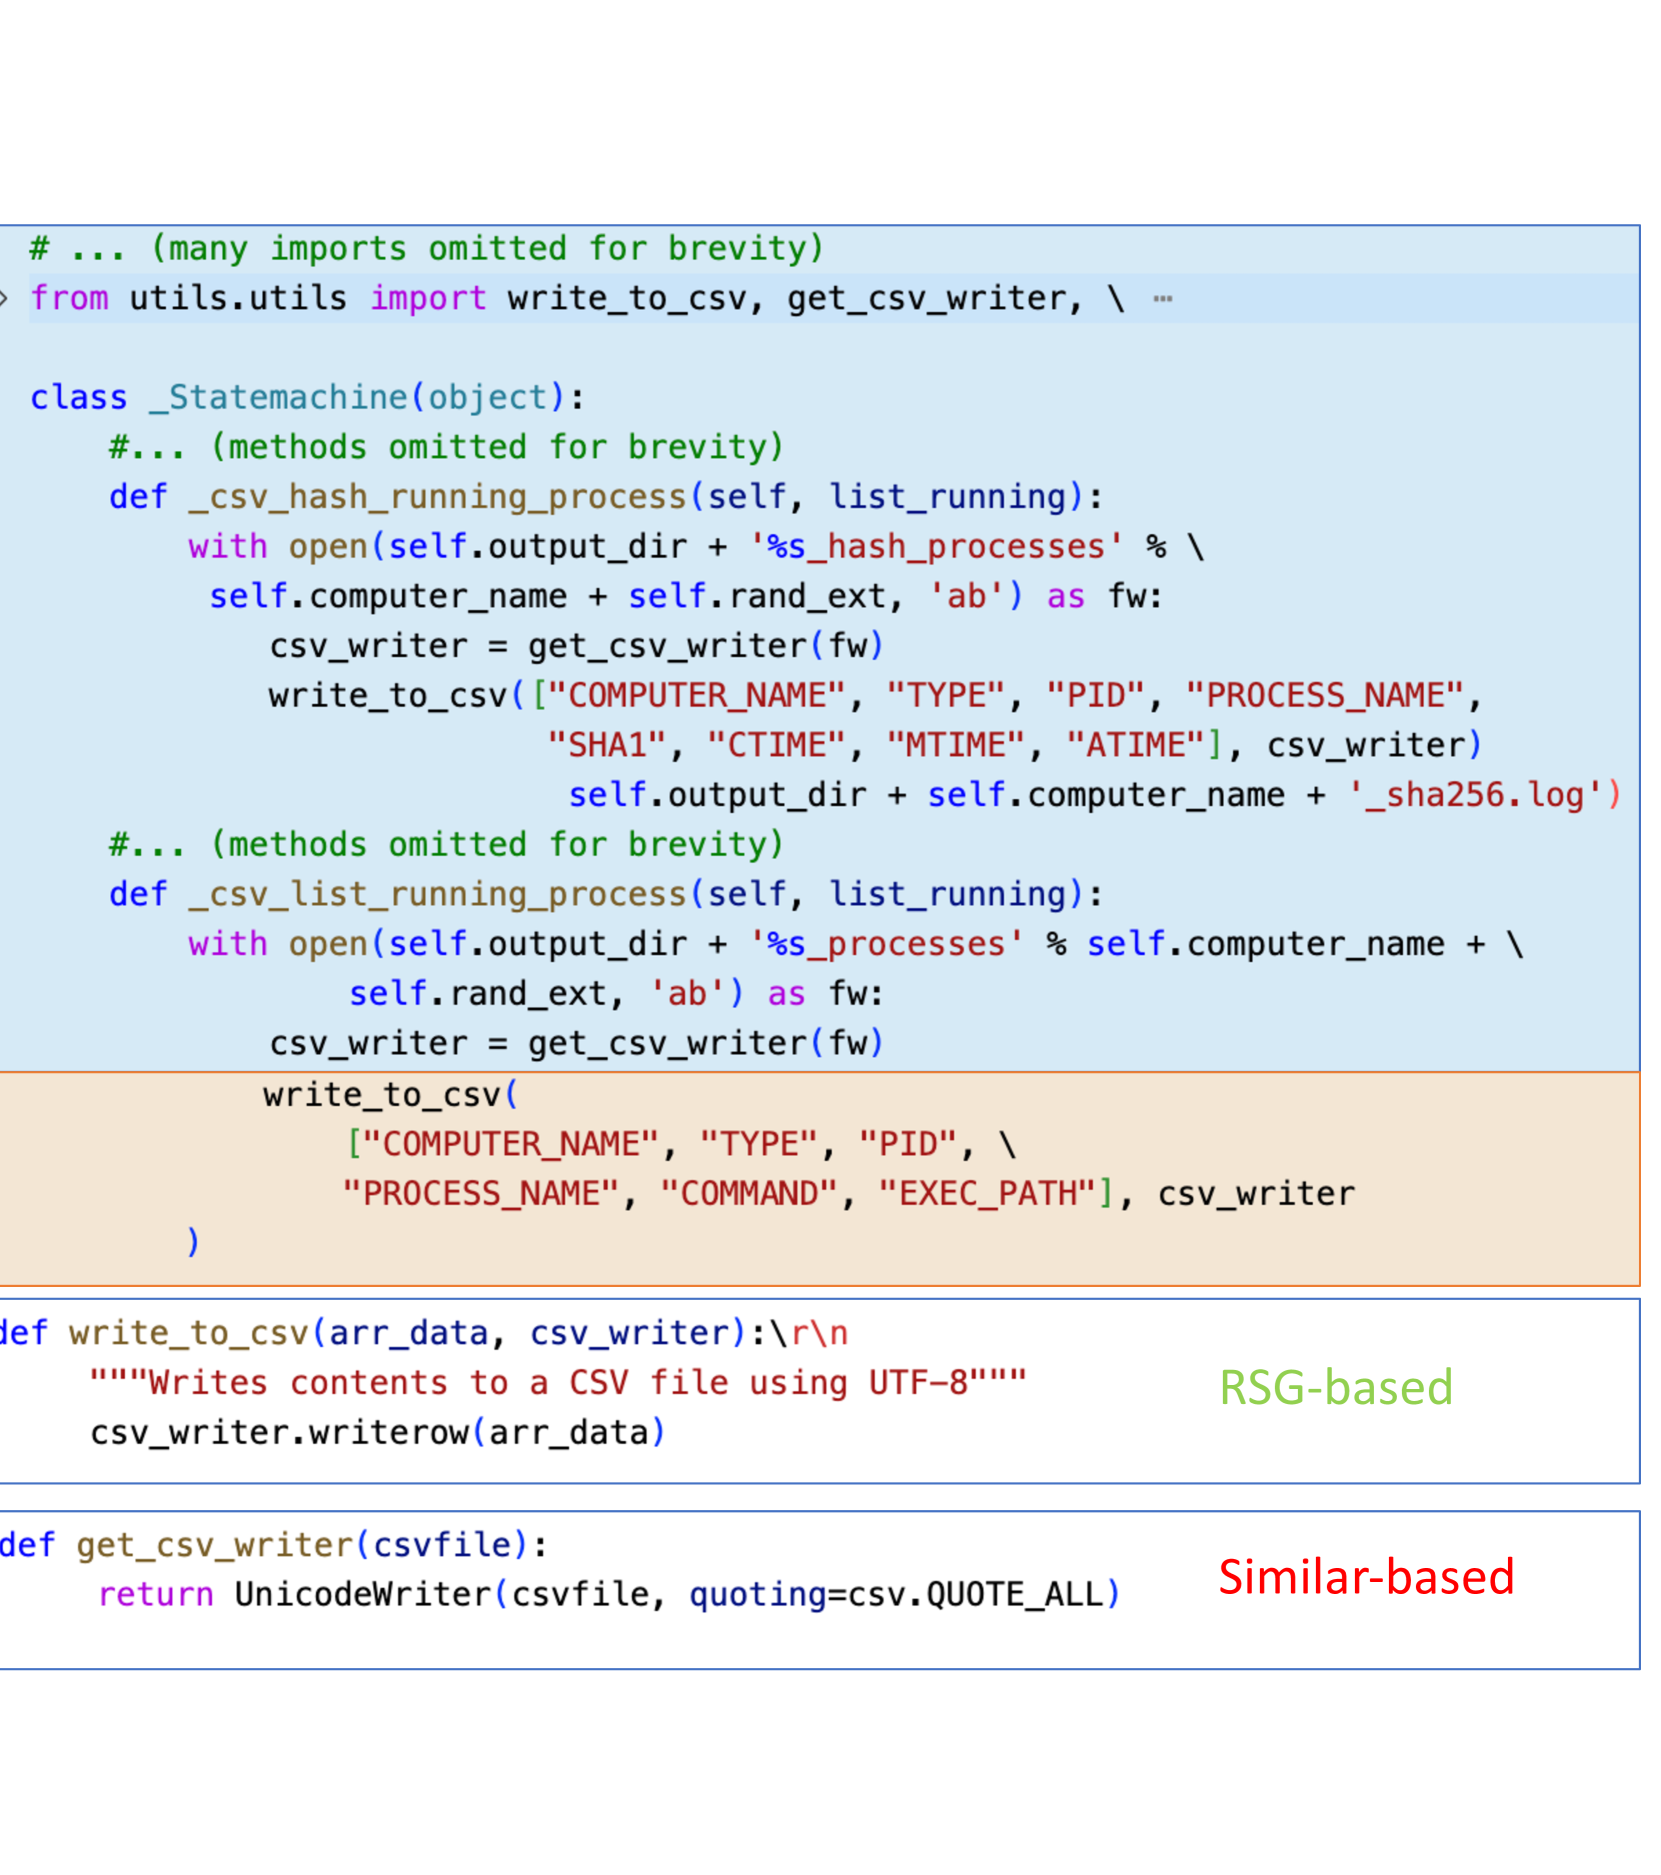 # ... (many imports omitted for brevity)
from utils.utils import write_to_csv, get_csv_writer, \ …
class _Statemachine(object):
#... (methods omitted for brevity)
def _csv_hash_running_process(self, list_running):
with open(self.output_dir + '%s_hash_processes' % \
self.computer_name + self.rand_ext, 'ab') as fw:
csv_writer = get_csv_writer(fw)
write_to_csv(["COMPUTER_NAME", "TYPE", "PID", "PROCESS_NAME",
"SHA1", "CTIME", "MTIME", "ATIME"], csv_writer)
self.output_dir + self.computer_name + '_sha256.log')
#... (methods omitted for brevity)
def _csv_list_running_process(self, list_running):
with open(self.output_dir + '%s_processes' % self.computer_name + \
self.rand_ext, 'ab') as fw:
csv_writer = get_csv_writer(fw)
write_to_csv(
["COMPUTER_NAME", "TYPE", "PID", \
"PROCESS_NAME", "COMMAND", "EXEC_PATH"], csv_writer
)
def write_to_csv(arr_data, csv_writer):\r\n
"""Writes contents to a CSV file using UTF-8"""
csv_writer.writerow(arr_data)
RSG-based
def get_csv_writer(csvfile):
return UnicodeWriter(csvfile, quoting=csv.QUOTE_ALL)
Similar-based